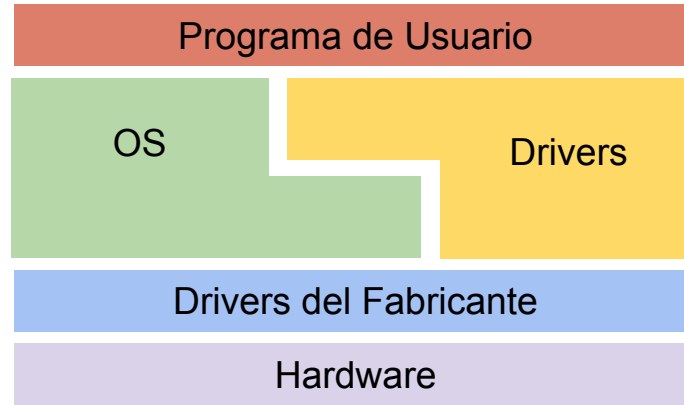 Programa de Usuario
OS
Drivers
Drivers del Fabricante
Hardware